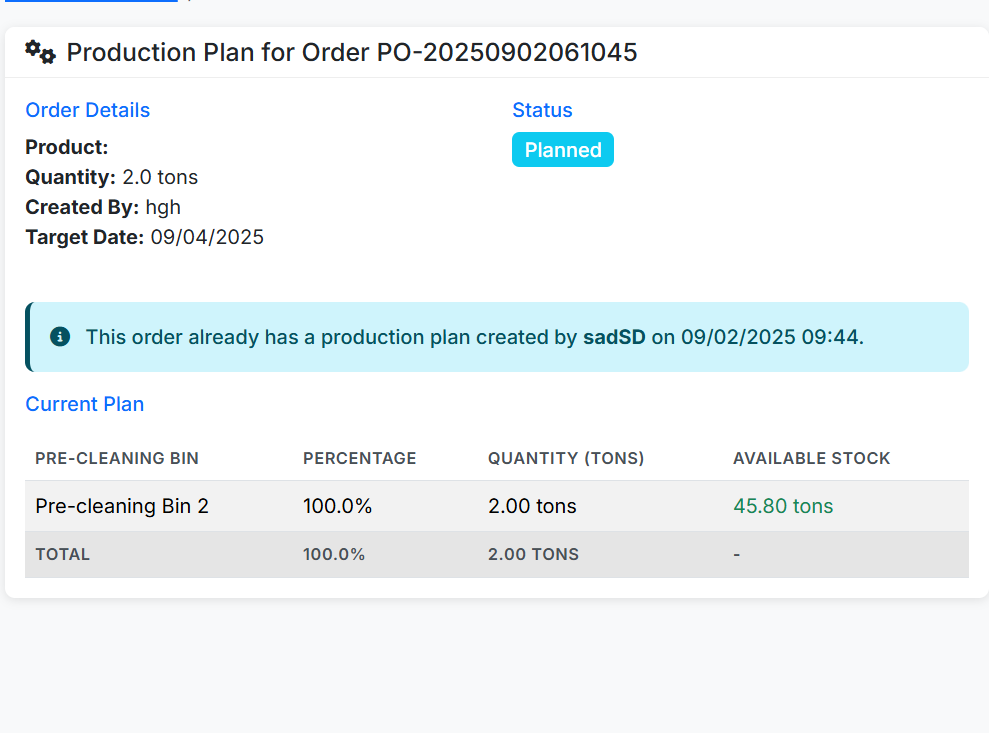 Production Plan for Order PO-20250902061045
Order Details
Product:
Quantity: 2.0 tons
Created By: hgh
Target Date: 09/04/2025
Status
Planned
This order already has a production plan created by sadSD on 09/02/2025 09:44.
Current Plan
PRE-CLEANING BIN PERCENTAGE QUANTITY (TONS) AVAILABLE STOCK
Pre-cleaning Bin 2 100.0% 2.00 tons 45.80 tons
TOTAL 100.0% 2.00 TONS -